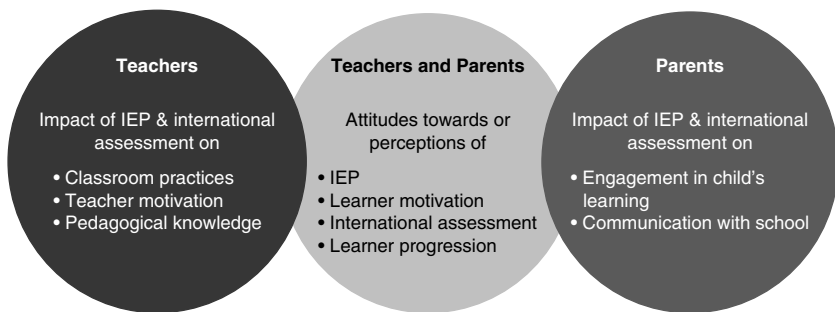 Teachers
Impact of IEP & international
assessment on
• Classroom practices
• Teacher motivation
• Pedagogical knowledge
Teachers and Parents
Attitudes towards or
perceptions of
• IEP
• Learner motivation
• International assessment
• Learner progression
Parents
Impact of IEP & international
assessment on
• Engagement in child’s
learning
• Communication with school